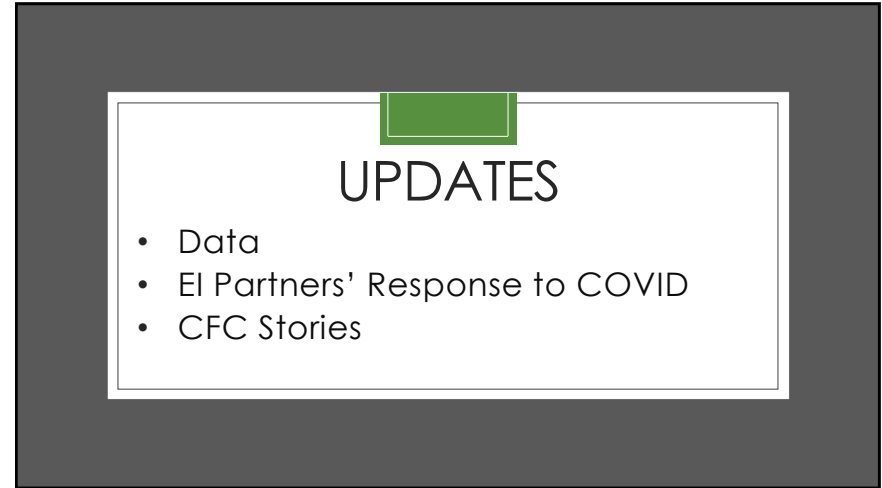 UPDATES
• Data
• EI Partners’ Response to COVID
• CFC Stories